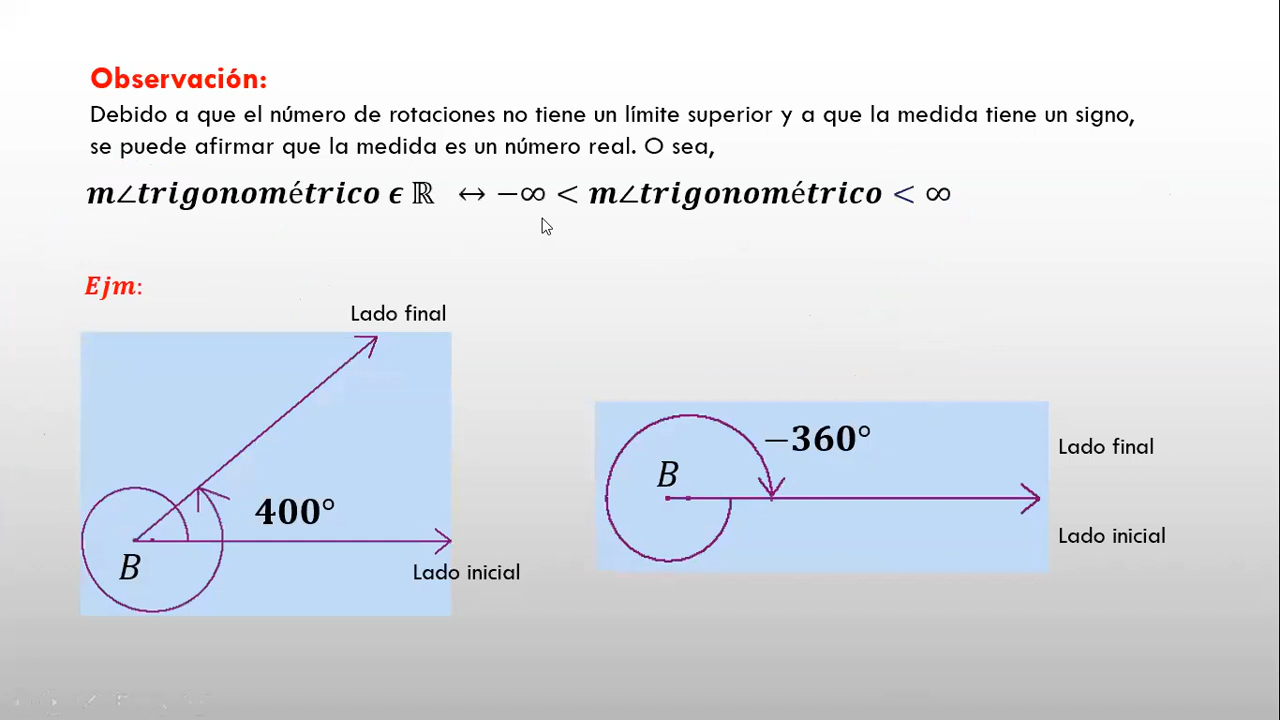 Observación:
Debido a que el número de rotaciones no tiene un límite superior y a que la medida tiene un signo,
se puede afirmar que la medida es un número real. O sea,
m∠trigonométrico ϵ ℝ ↔ −∞ < m∠trigonométrico < ∞
Ejm:
Lado final
400°
B
Lado inicial
−360°
B
Lado final
Lado inicial